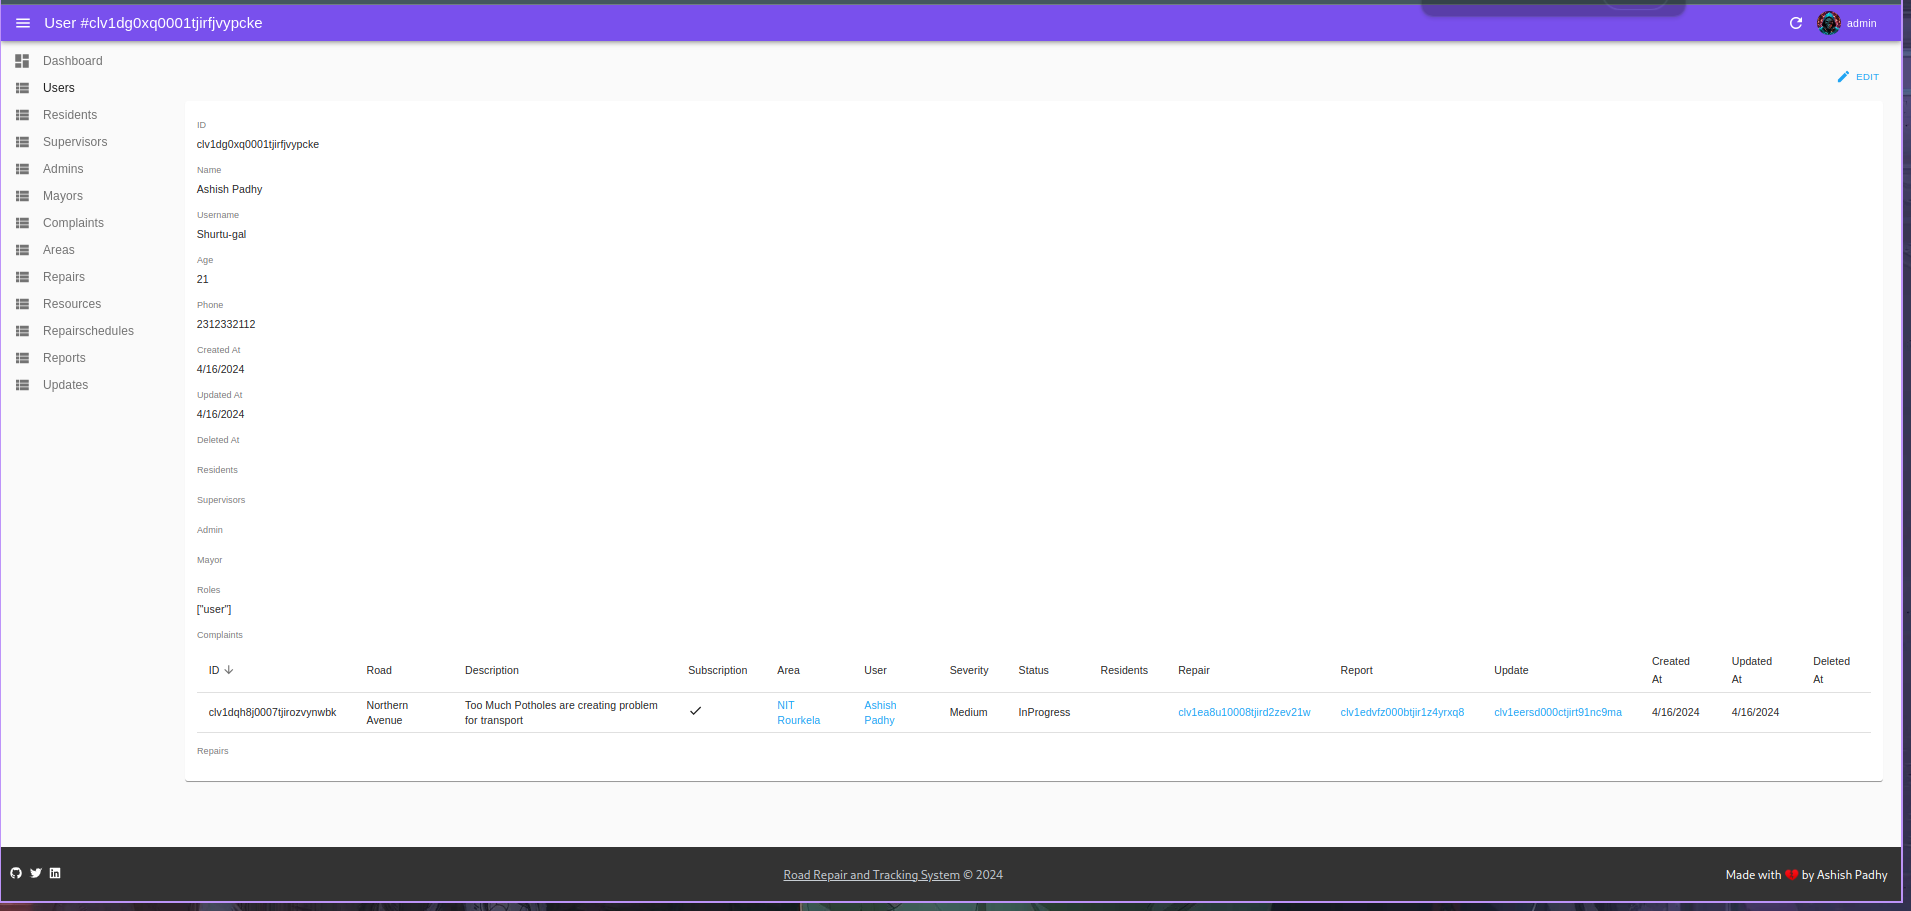 User #clv1dg0xq0001tjirfjvypcke
admin
Dashboard
Users
Residents
Supervisors
Admins
Mayors
Complaints
Areas
Repairs
Resources
Repairschedules
Reports
Updates
EDIT
ID
clv1dg0xq0001tjirfjvypcke
Name
Ashish Padhy
Username
Shurtu-gal
Age
21
Phone
2312332112
Created At
4/16/2024
Updated At
4/16/2024
Deleted At
Residents
Supervisors
Admin
Mayor
Roles
["user"]
Complaints
ID Road Description Subscription Area User Severity Status Residents Repair Report Update Created At Updated At Deleted At
clv1dqh8j0007tjirozvynwbk Northern Avenue Too Much Potholes are creating problem for transport NIT Rourkela Ashish Padhy Medium InProgress clv1ea8u10008tjird2zev21w clv1edvfz000btjir1z4yrxq8 clv1eersd000ctjirt91nc9ma 4/16/2024 4/16/2024
Repairs
Road Repair and Tracking System © 2024
Made with ❤ by Ashish Padhy